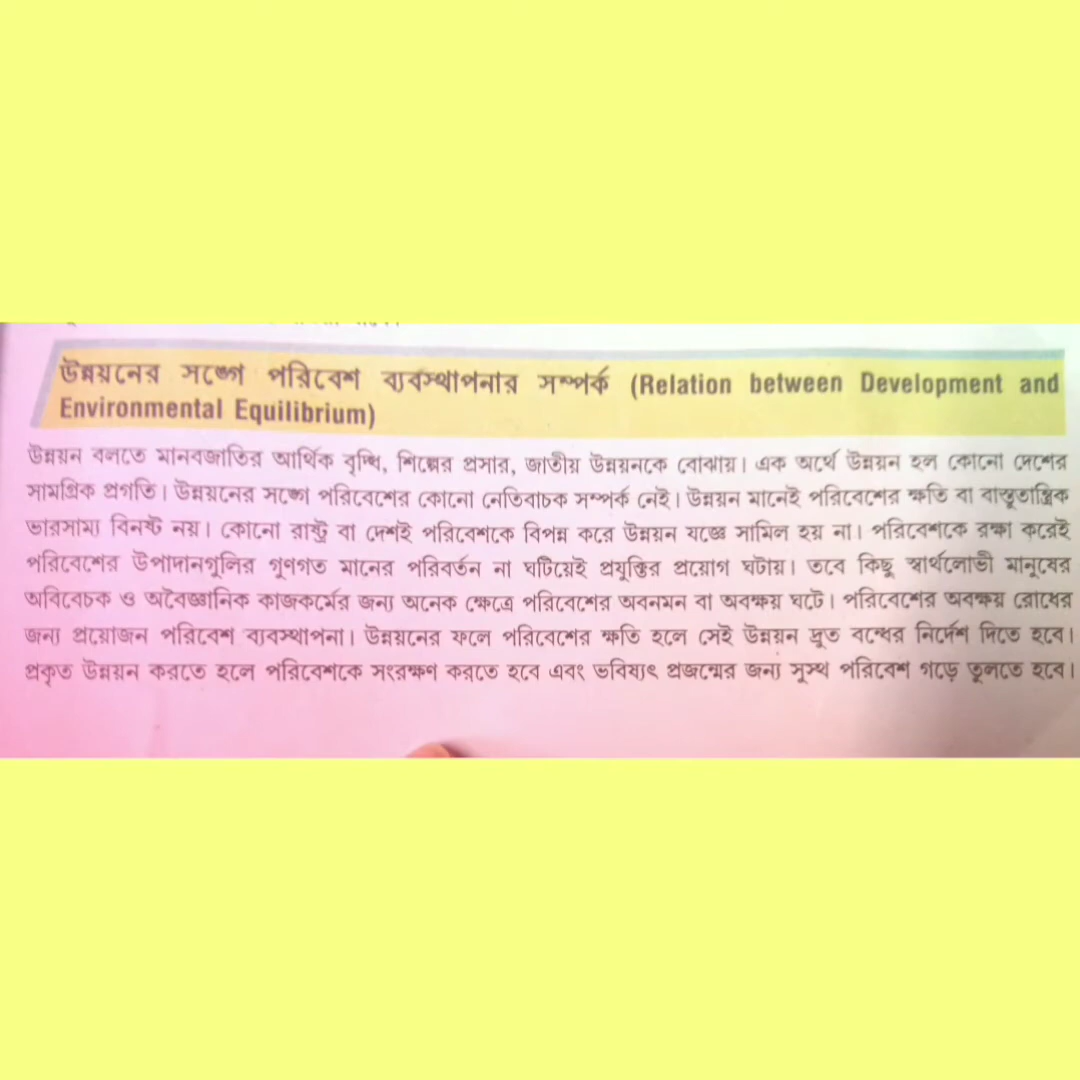 উন্নয়নের সঙ্গে পরিবেশ ব্যবস্থাপনার সম্পর্ক (Relation between Development and
Environmental Equilibrium)
উন্নয়ন বলতে মানবজাতির আর্থিক বৃদ্ধি, শিল্পের প্রসার, জাতীয় উন্নয়নকে বোঝায়। এক অর্থে উন্নয়ন হল কোনো দেশের
সামগ্রিক প্রগতি। উন্নয়নের সঙ্গে পরিবেশের কোনো নেতিবাচক সম্পর্ক নেই। উন্নয়ন মানেই পরিবেশের ক্ষতি বা বাস্তুতান্ত্রিক
ভারসাম্য বিনষ্ট নয়। কোনো রাষ্ট্র বা দেশই পরিবেশকে বিপন্ন করে উন্নয়ন যজ্ঞে সামিল হয় না। পরিবেশকে রক্ষা করেই
পরিবেশের উপাদানগুলির গুণগত মানের পরিবর্তন না ঘটিয়েই প্রযুক্তির প্রয়োগ ঘটায়। তবে কিছু স্বার্থলোভী মানুষের
অবিবেচক ও অবৈজ্ঞানিক কাজকর্মের জন্য অনেক ক্ষেত্রে পরিবেশের অবনমন বা অবক্ষয় ঘটে। পরিবেশের অবক্ষয় রোধের
জন্য প্রয়োজন পরিবেশ ব্যবস্থাপনা। উন্নয়নের ফলে পরিবেশের ক্ষতি হলে সেই উন্নয়ন দ্রুত বন্ধের নির্দেশ দিতে হবে।
প্রকৃত উন্নয়ন করতে হলে পরিবেশকে সংরক্ষণ করতে হবে এবং ভবিষ্যৎ প্রজন্মের জন্য সুস্থ পরিবেশ গড়ে তুলতে হবে।